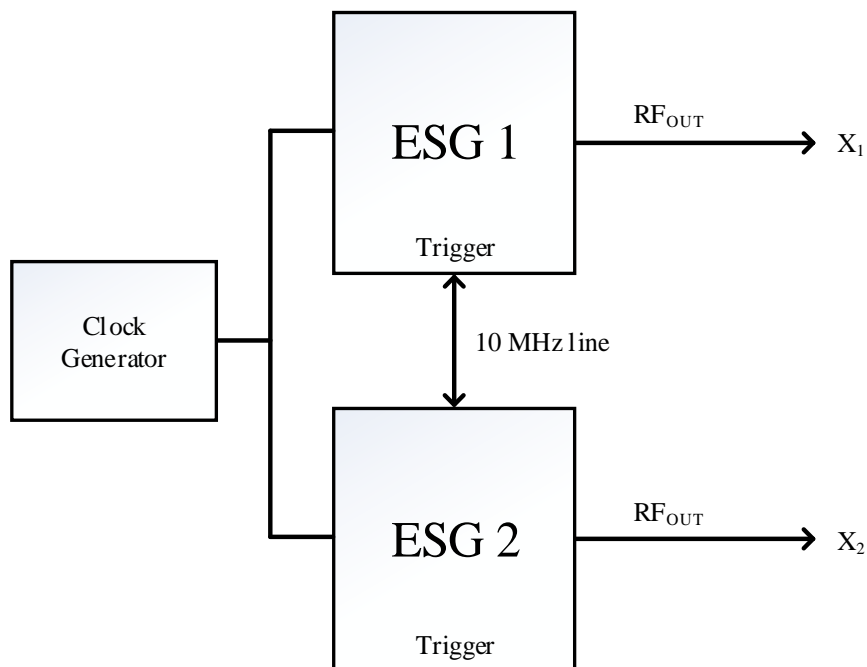 ESG 1
Trigger
RF_OUT
X_1
Clock
Generator
10 MHz line
ESG 2
Trigger
RF_OUT
X_2